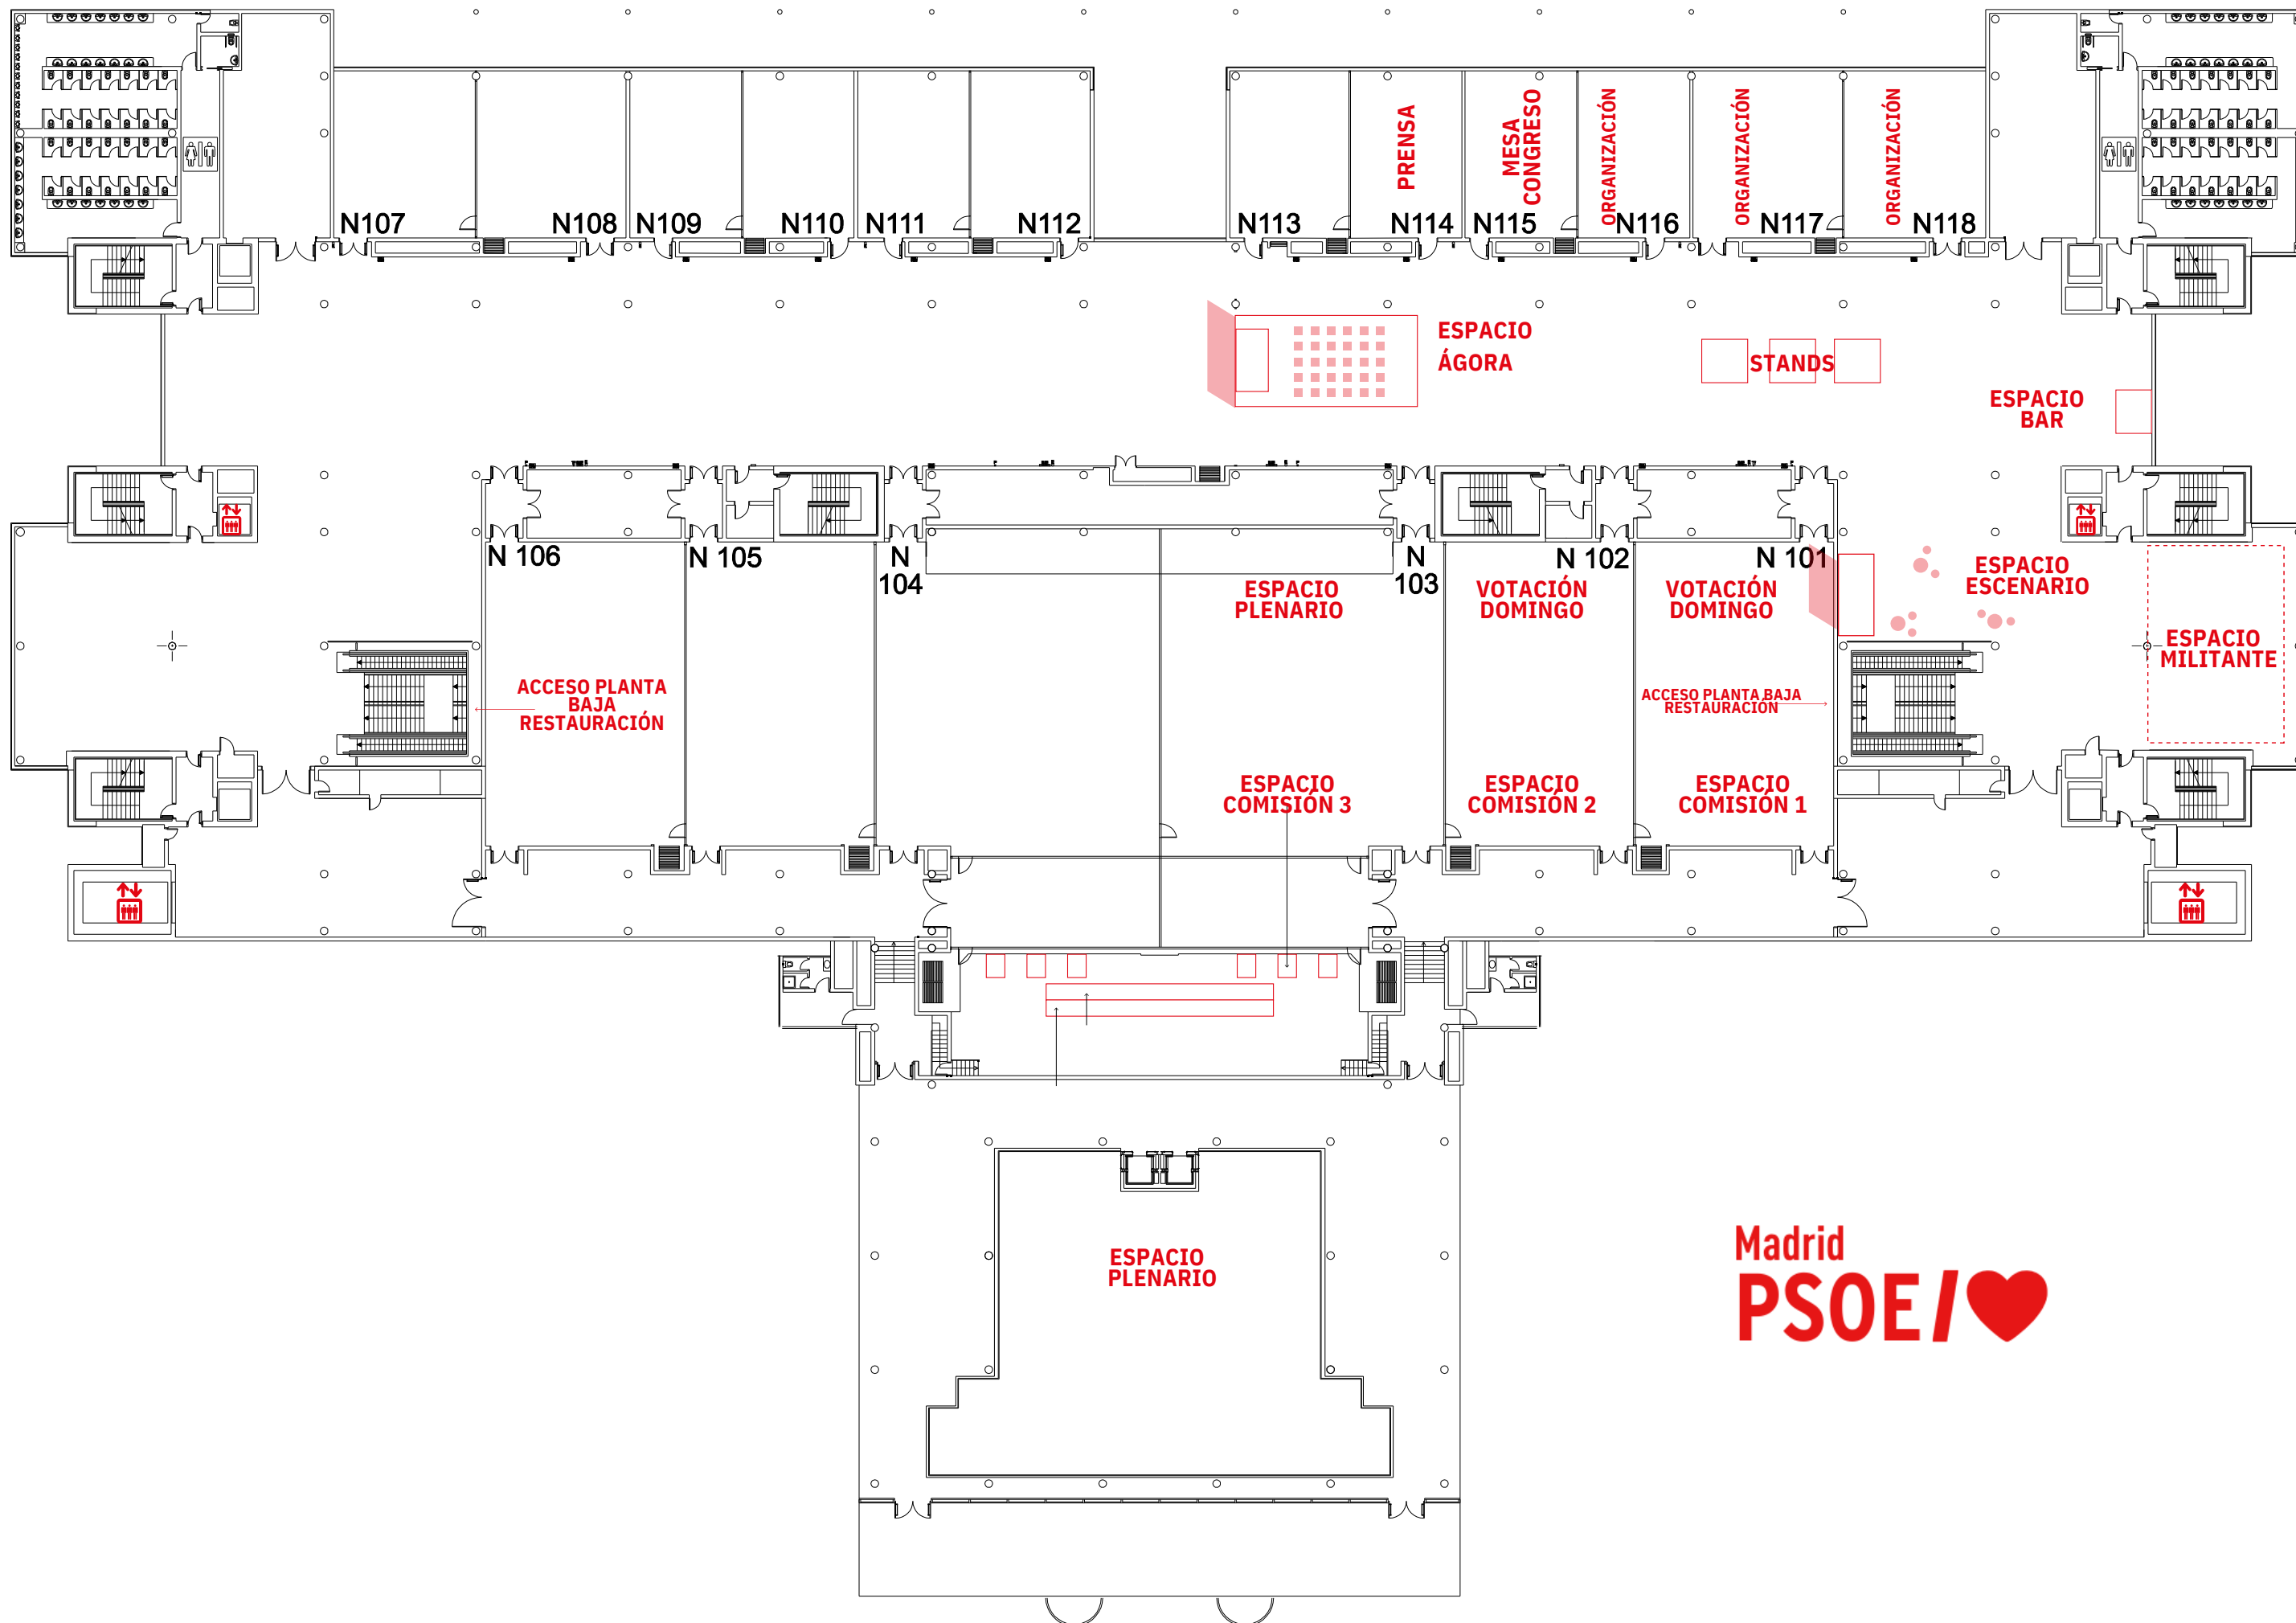 PRENSA
MESA
CONGRESO
ORGANIZACIÓN
ORGANIZACIÓN
ORGANIZACIÓN
N107
N108
N109
N110
N111
N112
N113
N114
N115
N116
N117
N118
ESPACIO
ÁGORA
STANDS
ESPACIO
BAR
N 106
N 105
N
104
N
103
N 102
N 101
ESPACIO
PLENARIO
VOTACIÓN
DOMINGO
VOTACIÓN
DOMINGO
ESPACIO
ESCENARIO
ESPACIO
MILITANTE
ACCESO PLANTA
BAJA
RESTAURACIÓN
ACCESO PLANTA BAJA
RESTAURACIÓN
ESPACIO
COMISIÓN 3
ESPACIO
COMISIÓN 2
ESPACIO
COMISIÓN 1
ESPACIO
PLENARIO
Madrid
PSOE/